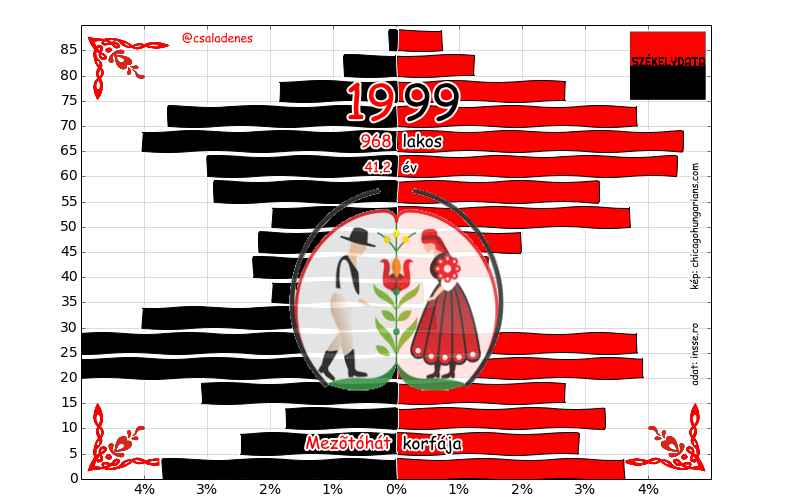 @csaladenes
SZÉKELYDATA
1999
968 lakos
41,2 év
85
80
75
70
65
60
55
50
45
40
35
30
25
20
15
10
5
0
kép: chicagohungarians.com
adat: insse.ro
Mezőtóhát korfája
4% 3% 2% 1% 0% 1% 2% 3% 4%